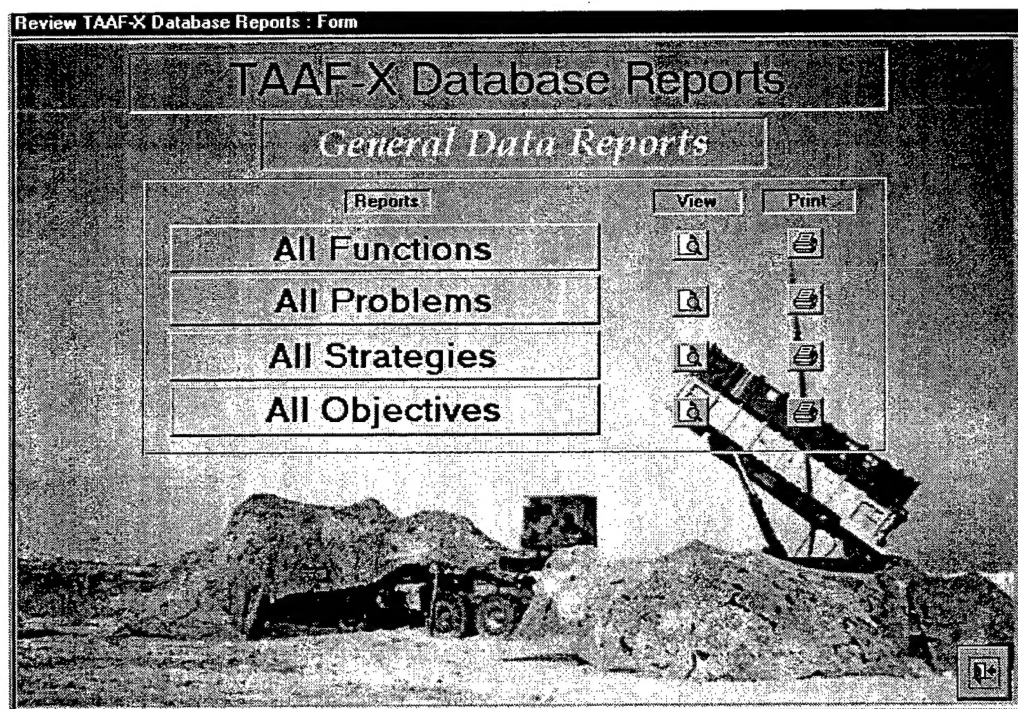 Review TAAF-X Database Reports : Form
TAAF-X Database Reports
General Data Reports
Reports View Print
All Functions
All Problems
All Strategies
All Objectives